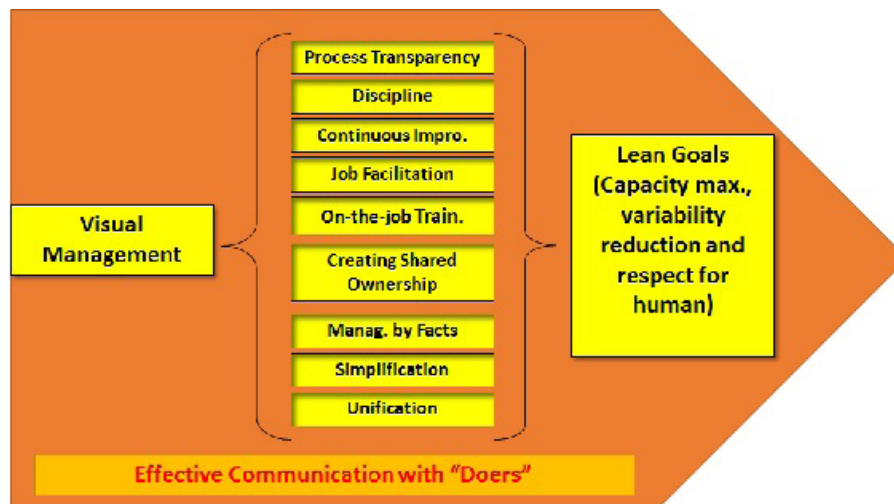 Visual
Management
Process Transparency
Discipline
Continuous Impro.
Job Facilitation
On-the-job Train.
Creating Shared
Ownership
Manag. by Facts
Simplification
Unification
Lean Goals
(Capacity max.,
variability
reduction and
respect for
human)
Effective Communication with “Doers”